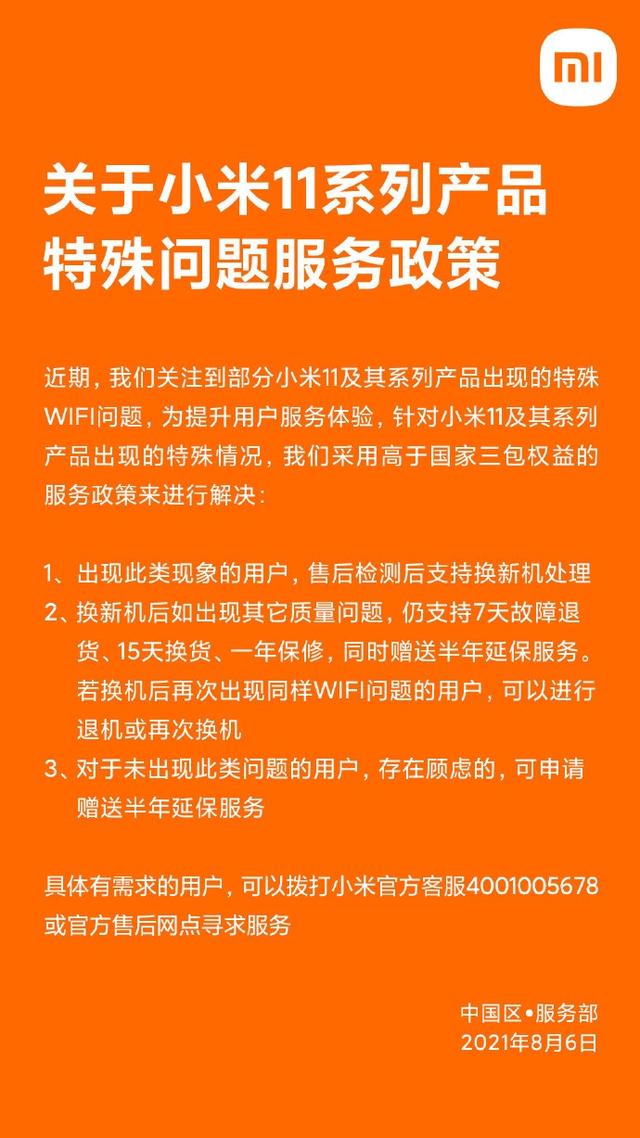 mi
关于小米11系列产品
特殊问题服务政策
近期，我们关注到部分小米11及其系列产品出现的特殊
WIFI问题，为提升用户服务体验，针对小米11及其系列
产品出现的特殊情况，我们采用高于国家三包权益的
服务政策来进行解决：
1、出现此类现象的用户，售后检测后支持换新机处理
2、换新机后如出现其它质量问题，仍支持7天故障退
货、15天换货、一年保修，同时赠送半年延保服务。
若换机后再次出现同样WIFI问题的用户，可以进行
退机或再次换机
3、对于未出现此类问题的用户，存在顾虑的，可申请
赠送半年延保服务
具体有需求的用户，可以拨打小米官方客服4001005678
或官方售后网点寻求服务
中国区•服务部
2021年8月6日